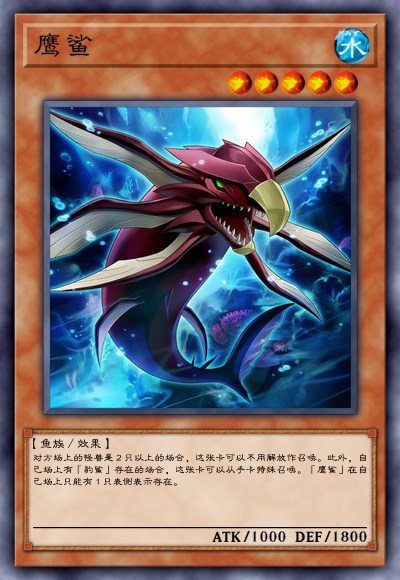 鹰鲨
水
【鱼族/效果】
对方场上的怪兽是2只以上的场合，这张卡可以不用解放作召唤。此外，自
己场上有「豹鲨」存在的场合，这张卡可以从手卡特殊召唤。「鹰鲨」在自
己场上只能有1只表侧表示存在。
ATK/1000 DEF/1800